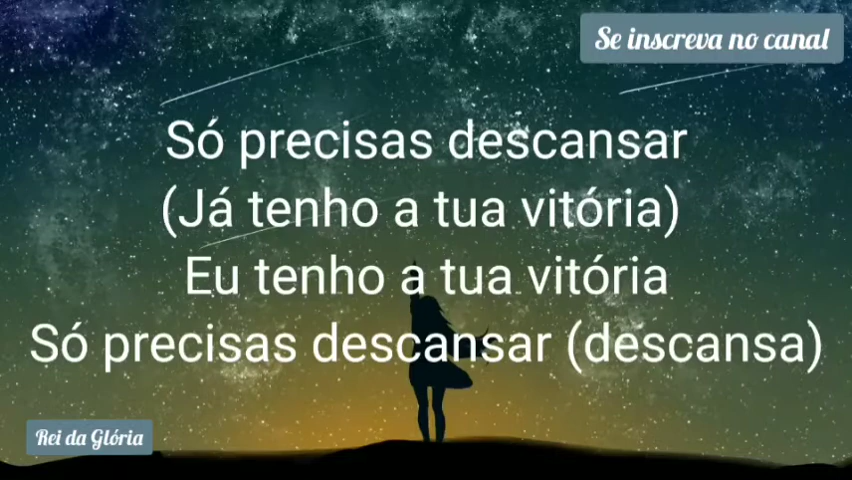 Se inscreva no canal
Só precisas descansar
(Já tenho a tua vitória)
Eu tenho a tua vitória
Só precisas descansar (descansa)
Rei da Glória